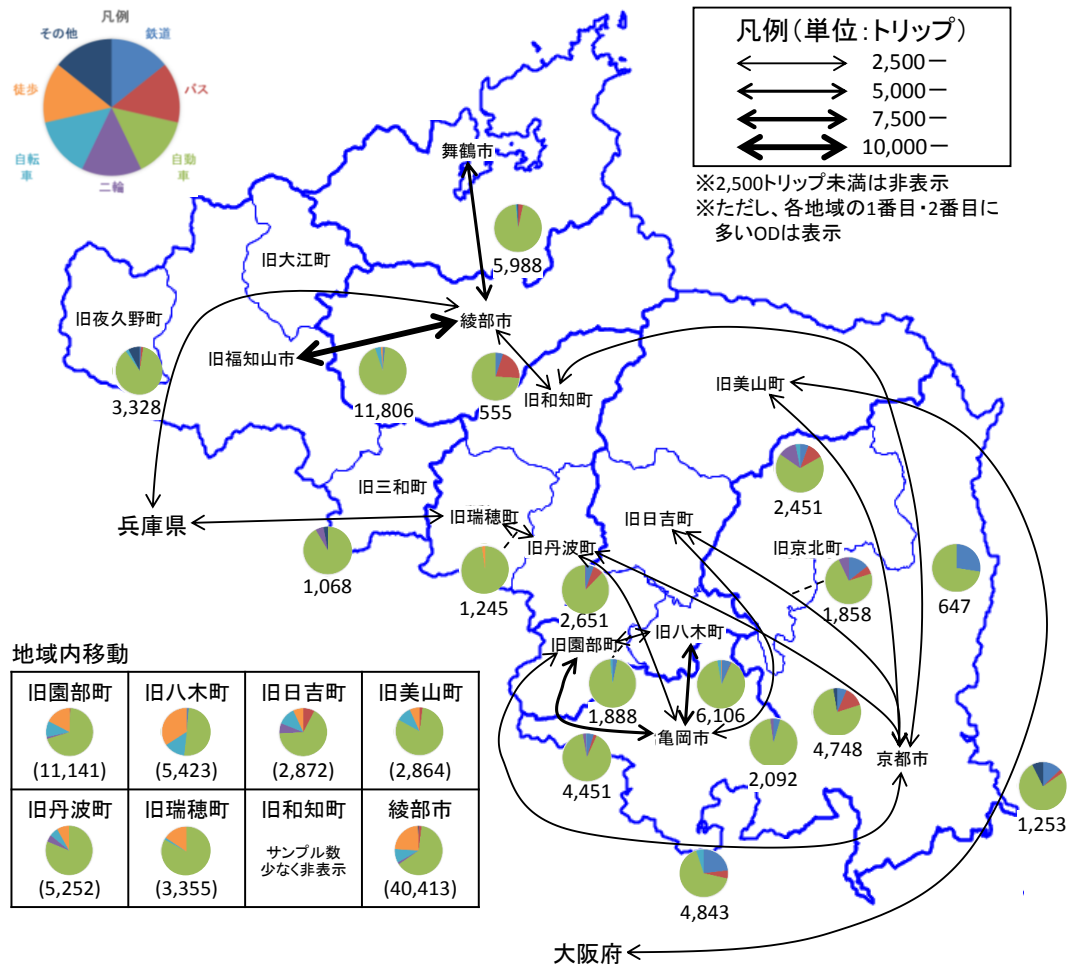 凡例
その他
鉄道
徒歩
バス
自転
車
自動
車
二輪
凡例(単位:トリップ)
2,500ー
5,000ー
7,500ー
10,000ー
※2,500トリップ未満は非表示
※ただし、各地域の1番目・2番目に
多いODは表示
舞鶴市
5,988
旧大江町
旧夜久野町
綾部市
旧福知山市
3,328
11,806
555
旧和知町
旧美山町
2,451
旧三和町
兵庫県
旧瑞穂町
旧日吉町
旧丹波町
旧京北町
1,068
1,245
2,651
1,858
647
旧園部町
旧八木町
1,888
6,106
亀岡市
4,451
2,092
4,748
京都市
1,253
4,843
大阪府
地域内移動
旧園部町
旧八木町
旧日吉町
旧美山町
(11,141)
(5,423)
(2,872)
(2,864)
旧丹波町
旧瑞穂町
旧和知町
綾部市
サンプル数
少なく非表示
(5,252)
(3,355)
(40,413)